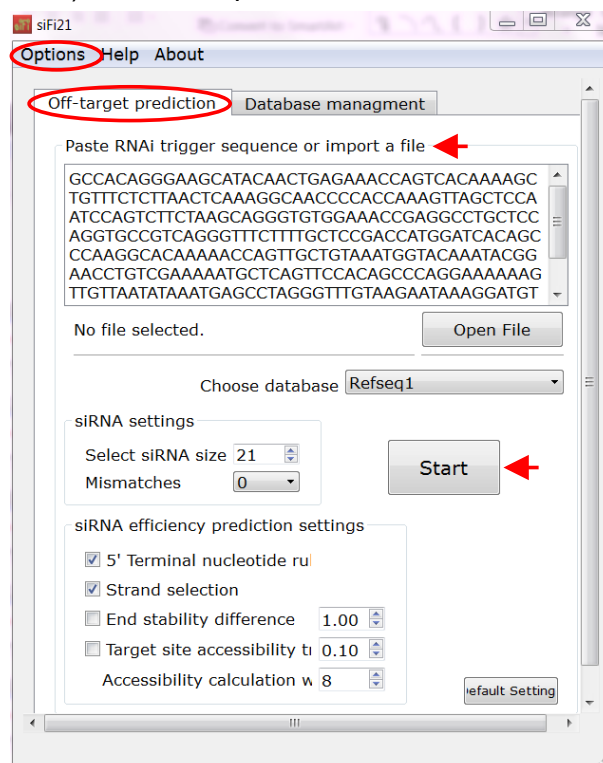 siFi21
Options Help About
Off-target prediction Database managment
Paste RNAi trigger sequence or import a file
GCCACAGGGAAGCATACAACTGAGAAACCAGTCACAAAAGC
TGTTTCTCTTAACTCAAAGGCAACCCCACCAAAGTTAGCTCCA
ATCCAGTCTTCTAAGCAGGGTGTGGAAACCGAGGCCTGCTCC
AGGTGCCGTCAGGGTTTCTTTTGCTCCGACCATGGATCACAGC
CCAAGGCACAAAAACCAGTTGCTGTAAATGGTACAAATACGG
AACCTGTCGAAAAATGCTCAGTTCCACAGCCCAGGAAAAAAG
TTGTTAATATAAATGAGCCTAGGGTTTGTAAGAATAAAGGATGT
No file selected. Open File
Choose database Refseq1
siRNA settings
Select siRNA size 21
Mismatches 0
Start
siRNA efficiency prediction settings
5' Terminal nucleotide rul
Strand selection
End stability difference 1.00
Target site accessibility tr 0.10
Accessibility calculation w 8
efault Setting